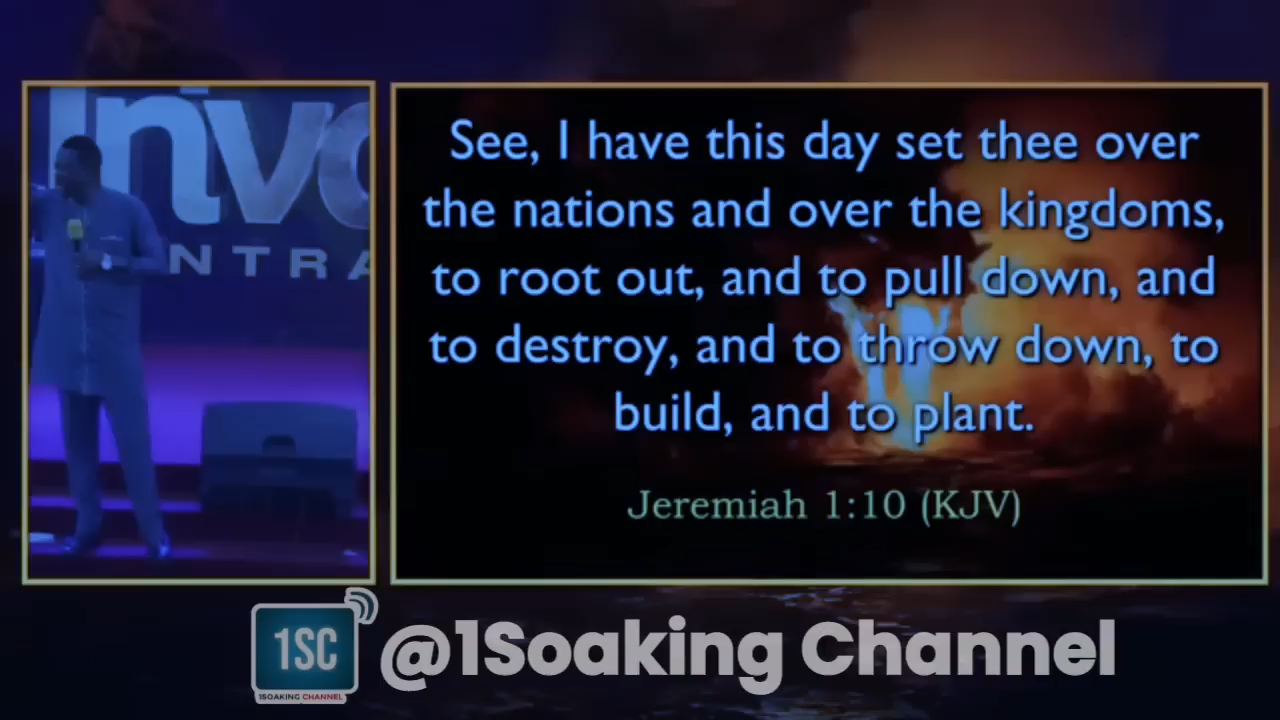 Invo
NTRA
See, I have this day set thee over
the nations and over the kingdoms,
to root out, and to pull down, and
to destroy, and to throw down, to
build, and to plant.
Jeremiah 1:10 (KJV)
1SC
1SOAKING CHANNEL
@1Soaking Channel